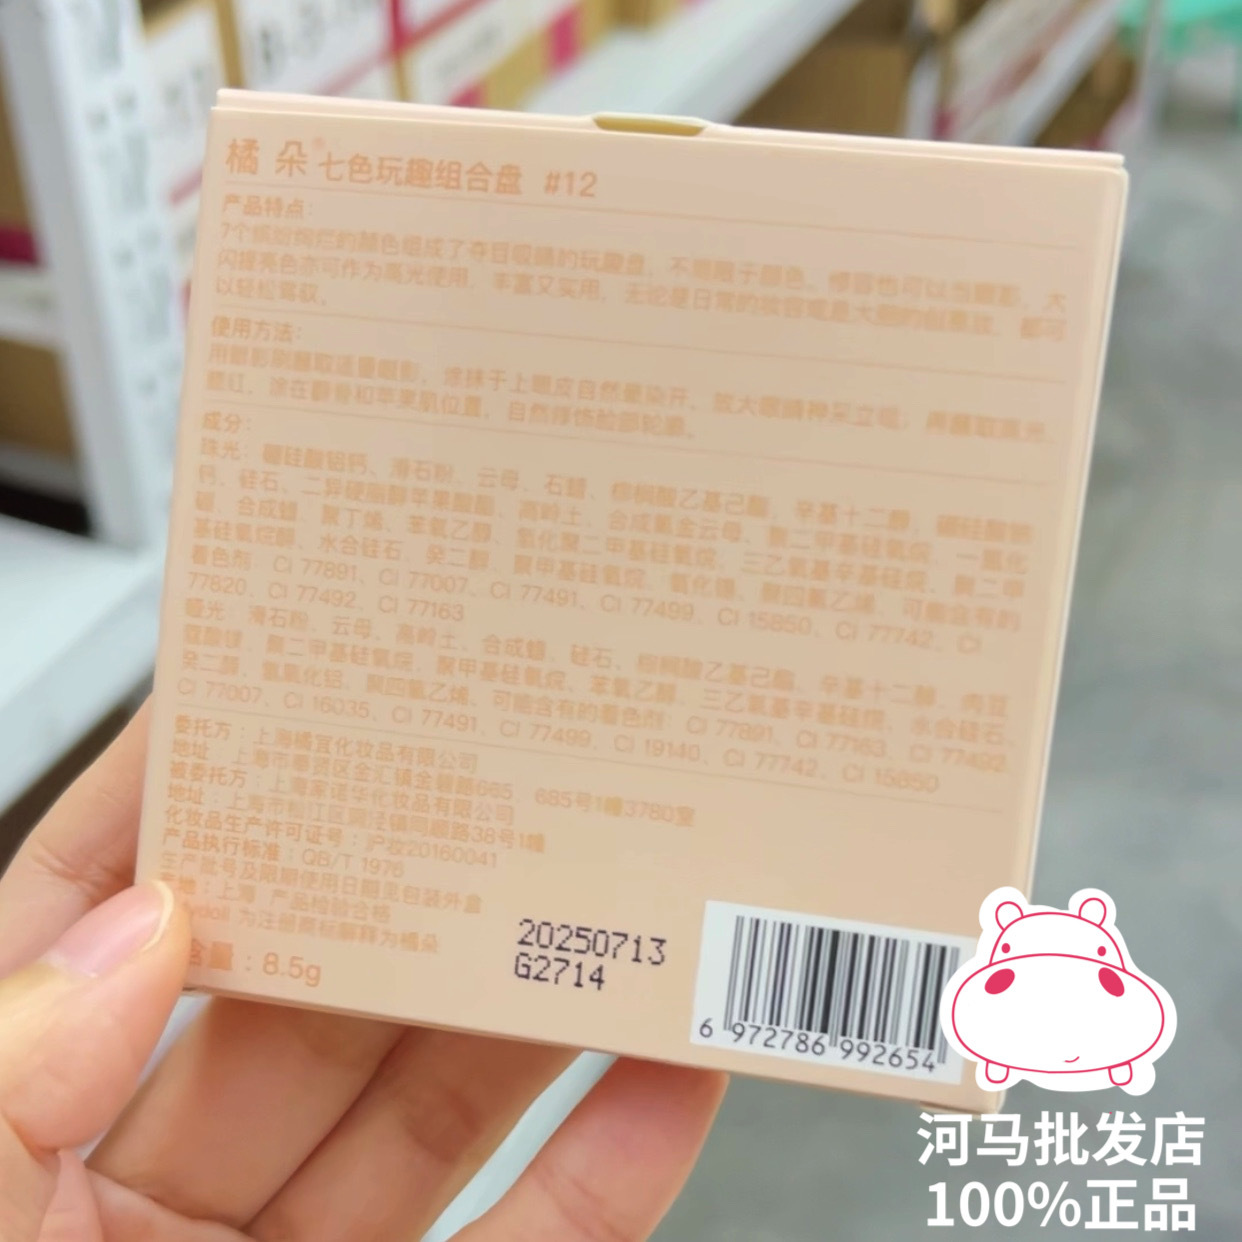 橘朵® 七色玩趣组合盘 #12
产品特点：
7个缤纷绚烂的颜色组成了夺目吸睛的玩趣盘，不局限于颜色，修容也可以当眼影，大
闪提亮色亦可作为高光使用，丰富又实用，无论是日常的妆容或是大胆的创意妆，都可
以轻松驾驭。
使用方法：
用眼影刷蘸取适量眼影，涂抹于上眼皮自然晕染开，放大眼睛神采立现；再蘸取高光、
腮红，涂在颧骨和苹果肌位置，自然修饰脸部轮廓。
成分：
珠光：硼硅酸铝钙、滑石粉、云母、石蜡、棕榈酸乙基己酯、辛基十二醇、硼硅酸钠
钙、硅石、二异硬脂醇苹果酸酯、高岭土、合成氟金云母、聚二甲基硅氧烷、一氮化
硼、合成蜡、聚丁烯、苯氧乙醇、氢化聚二甲基硅氧烷、三乙氧基辛基硅烷、聚二甲
基硅氧烷醇、水合硅石、癸二醇、聚甲基硅氧烷、氧化锡、聚四氟乙烯、可能含有的
着色剂：CI 77891、CI 77007、CI 77491、CI 77499、CI 15850、CI 77742、CI
77820、CI 77492、CI 77163
哑光：滑石粉、云母、高岭土、合成蜡、硅石、棕榈酸乙基己酯、辛基十二醇、肉豆
蔻酸镁、聚二甲基硅氧烷、聚甲基硅氧烷、苯氧乙醇、三乙氧基辛基硅烷、水合硅石、
癸二醇、氢氧化铝、聚四氟乙烯、可能含有的着色剂：CI 77891、CI 77163、CI 77492、
CI 77007、CI 16035、CI 77491、CI 77499、CI 19140、CI 77742、CI 15850
委托方：上海橘宜化妆品有限公司
地址：上海市奉贤区金汇镇金碧路665、685号1幢3780室
被委托方：上海家诺华化妆品有限公司
地址：上海市松江区洞泾镇同顺路38号1幢
化妆品生产许可证号：沪妆20160041
产品执行标准：QB/T 1976
生产批号及限期使用日期见包装外盒
地：上海 产品检验合格
doll 为注册商标解释为橘朵
含量：8.5g
20250713
G2714
6 972786 992654
河马批发店
100%正品